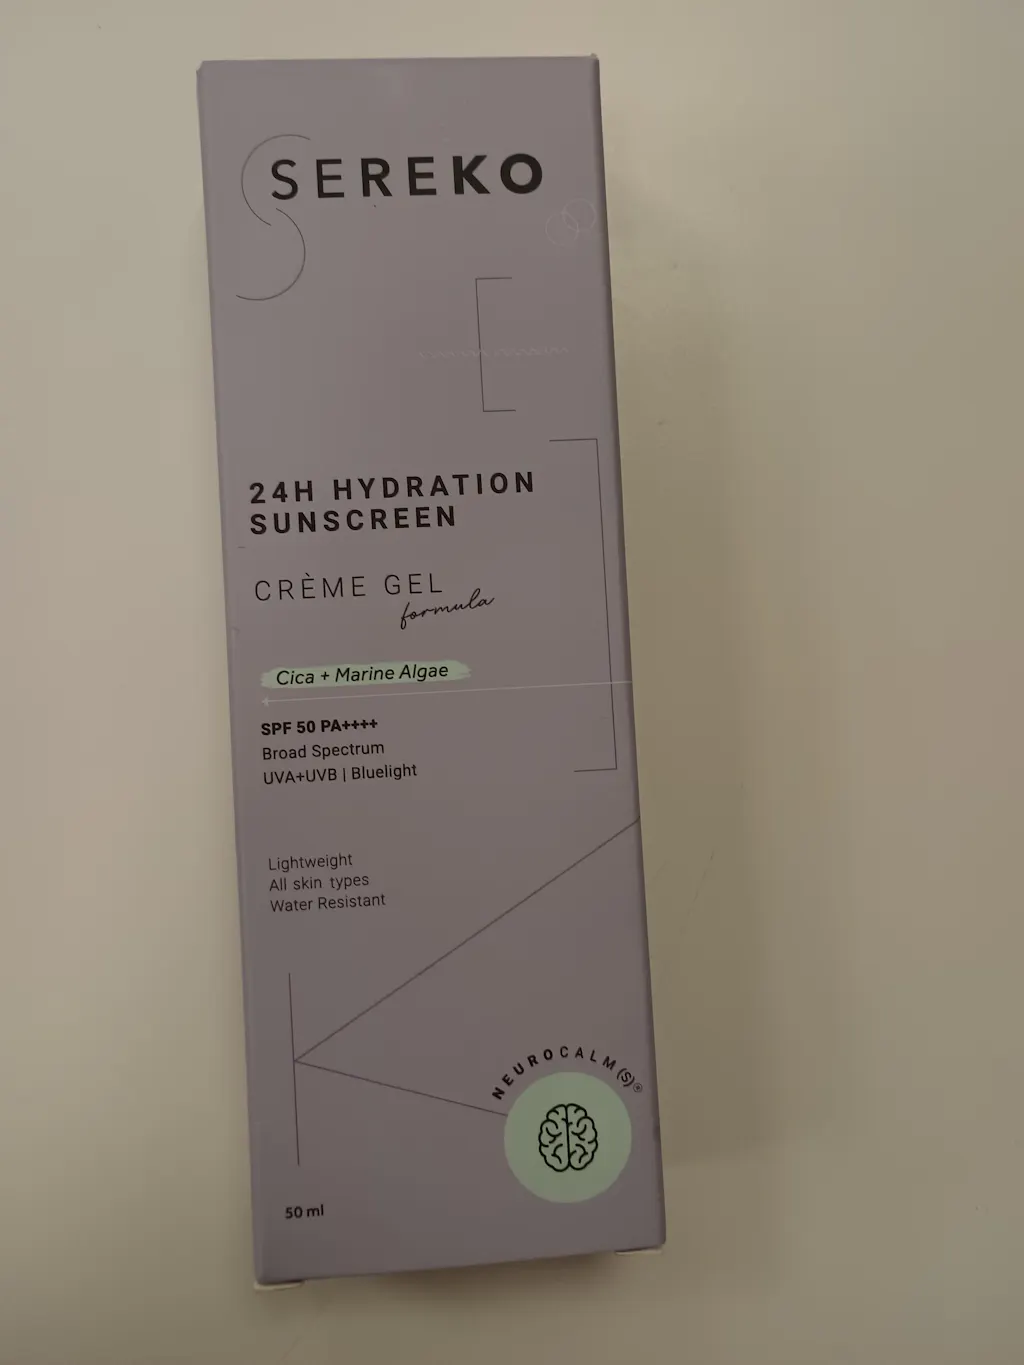 SEREKO
24H HYDRATION
SUNSCREEN
CRÈME GEL
formula
Cica + Marine Algae
SPF 50 PA++++
Broad Spectrum
UVA+UVB | Bluelight
Lightweight
All skin types
Water Resistant
NEUROCALM(S)®
50 ml